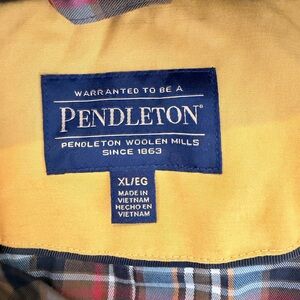 WARRANTED TO BE A
PENDLETON®
PENDLETON WOOLEN MILLS
SINCE 1863
XL/EG
MADE IN
VIETNAM
HECHO EN
VIETNAM